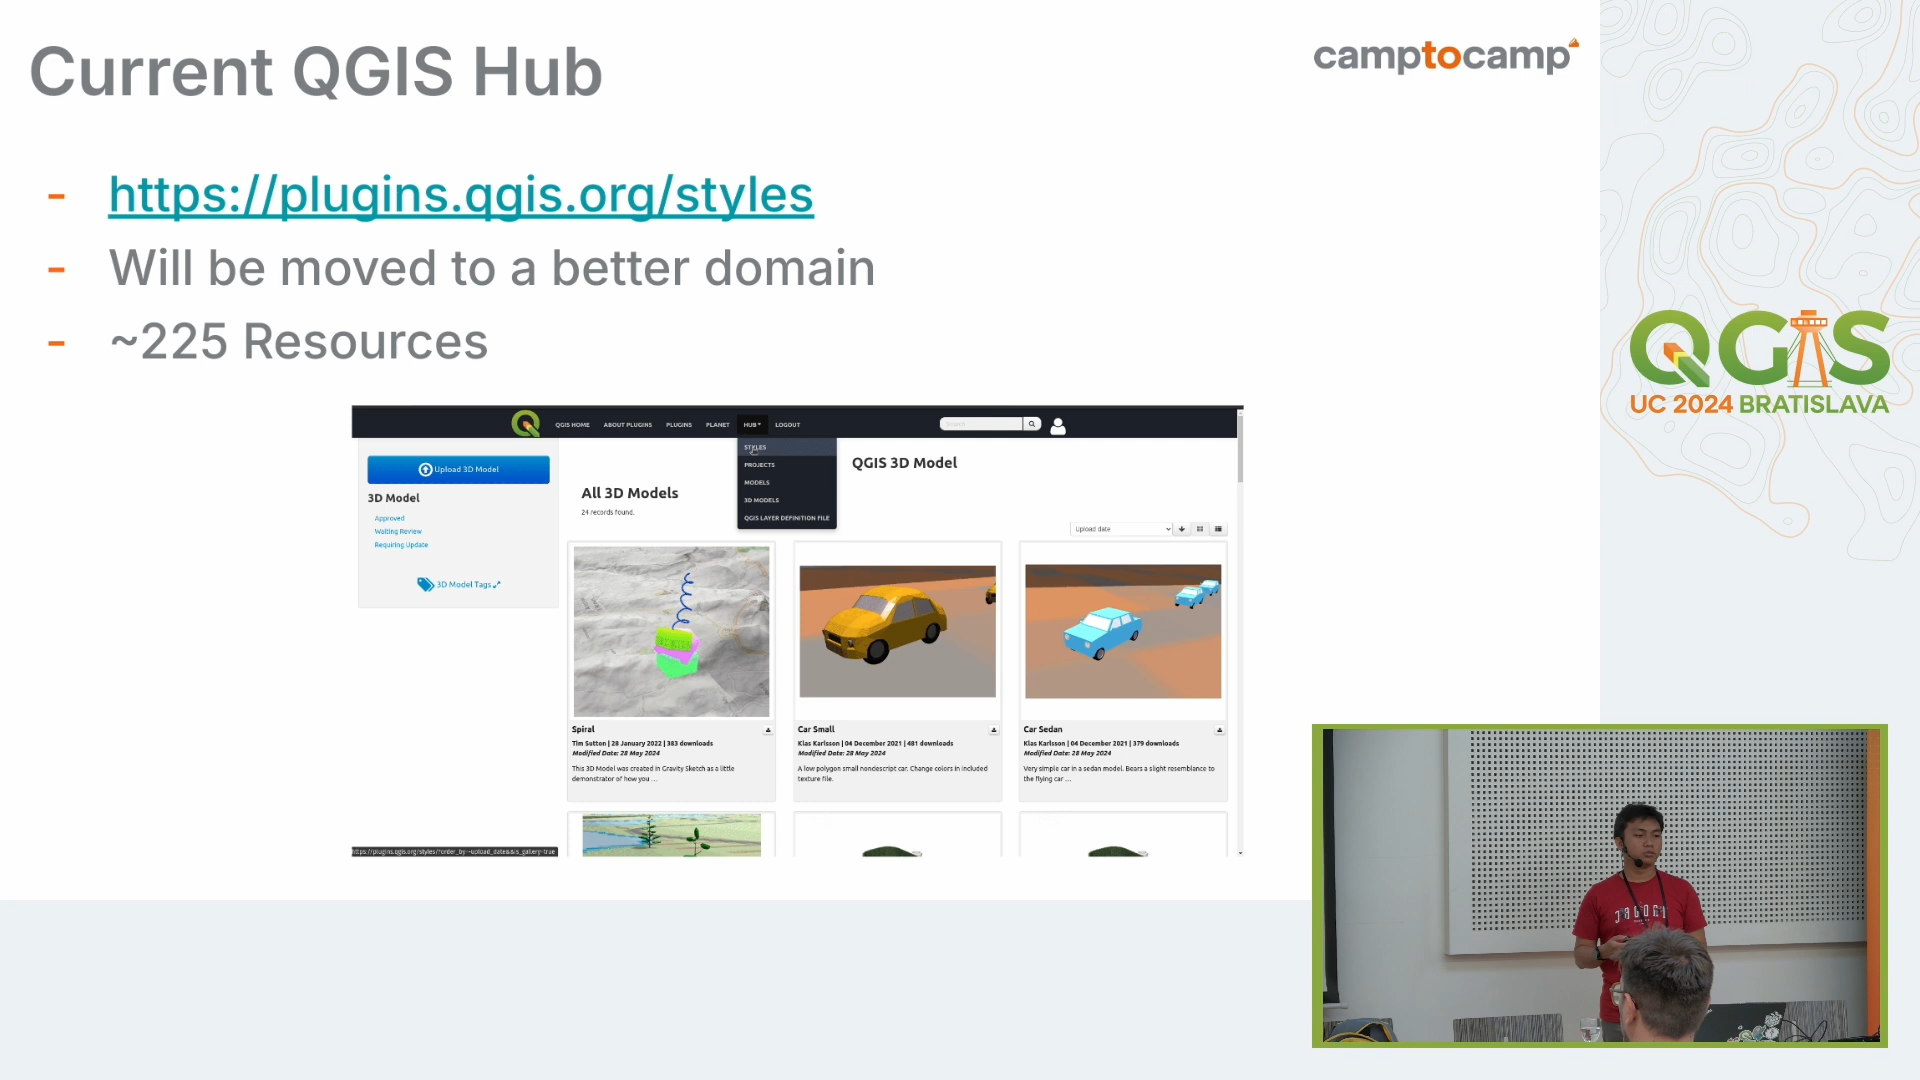 Current QGIS Hub
camptocamp
- https://plugins.qgis.org/styles
- Will be moved to a better domain
- ~225 Resources
QGIS HOME ABOUT PLUGINS PLUGINS PLANET HUB LOGOUT
STYLES
PROJECTS
MODELS
3D MODELS
QGIS LAYER DEFINITION FILE
Upload 3D Model
3D Model
Approved
Waiting Review
Requiring Update
3D Model Tags
QGIS 3D Model
All 3D Models
24 records found.
Upload date
Spiral
Tim Sutton | 28 January 2022 | 383 downloads
Modified Date: 28 May 2024
This 3D Model was created in Gravity Sketch as a little
demonstrator of how you ...
Car Small
Klas Karlsson | 04 December 2021 | 481 downloads
Modified Date: 28 May 2024
A low polygon small nondescript car. Change colors in included
texture file.
Car Sedan
Klas Karlsson | 04 December 2021 | 379 downloads
Modified Date: 28 May 2024
Very simple car in a sedan model. Bears a slight resemblance to
the flying car ...
QGIS
UC 2024 BRATISLAVA